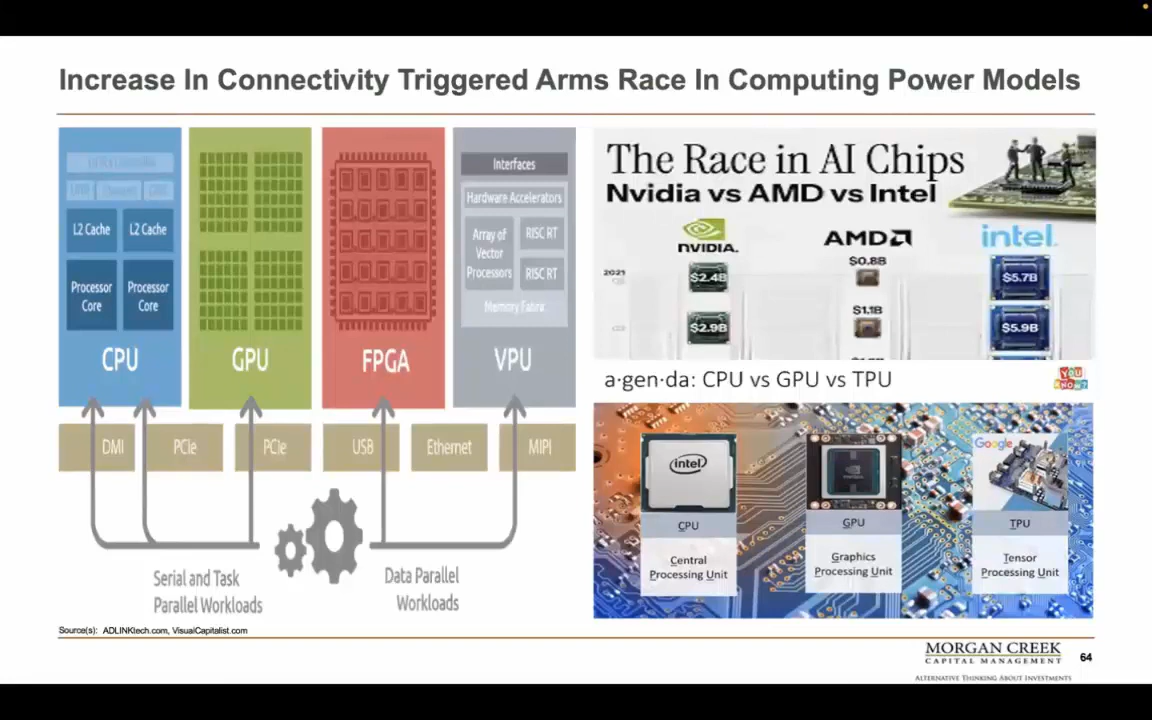 Increase In Connectivity Triggered Arms Race In Computing Power Models
L2 Cache
L2 Cache
Processor
Core
Processor
Core
CPU
GPU
FPGA
Interfaces
Hardware Accelerators
Array of
Vector
Processors
RISC RT
RISC RT
Memory Fabric
VPU
DMI
PCIe
PCIe
USB
Ethernet
MIPI
Serial and Task
Parallel Workloads
Data Parallel
Workloads
The Race in AI Chips
Nvidia vs AMD vs Intel
NVIDIA.
AMD
intel.
2021
$2.4B
$0.8B
$5.7B
$2.9B
$1.1B
$5.9B
a·gen·da: CPU vs GPU vs TPU
YOU
KNOW?
intel
CPU
Central
Processing Unit
GPU
Graphics
Processing Unit
Google
TPU
Tensor
Processing Unit
Source(s): ADLINKtech.com, VisualCapitalist.com
MORGAN CREEK
CAPITAL MANAGEMENT
ALTERNATIVE THINKING ABOUT INVESTMENTS
64